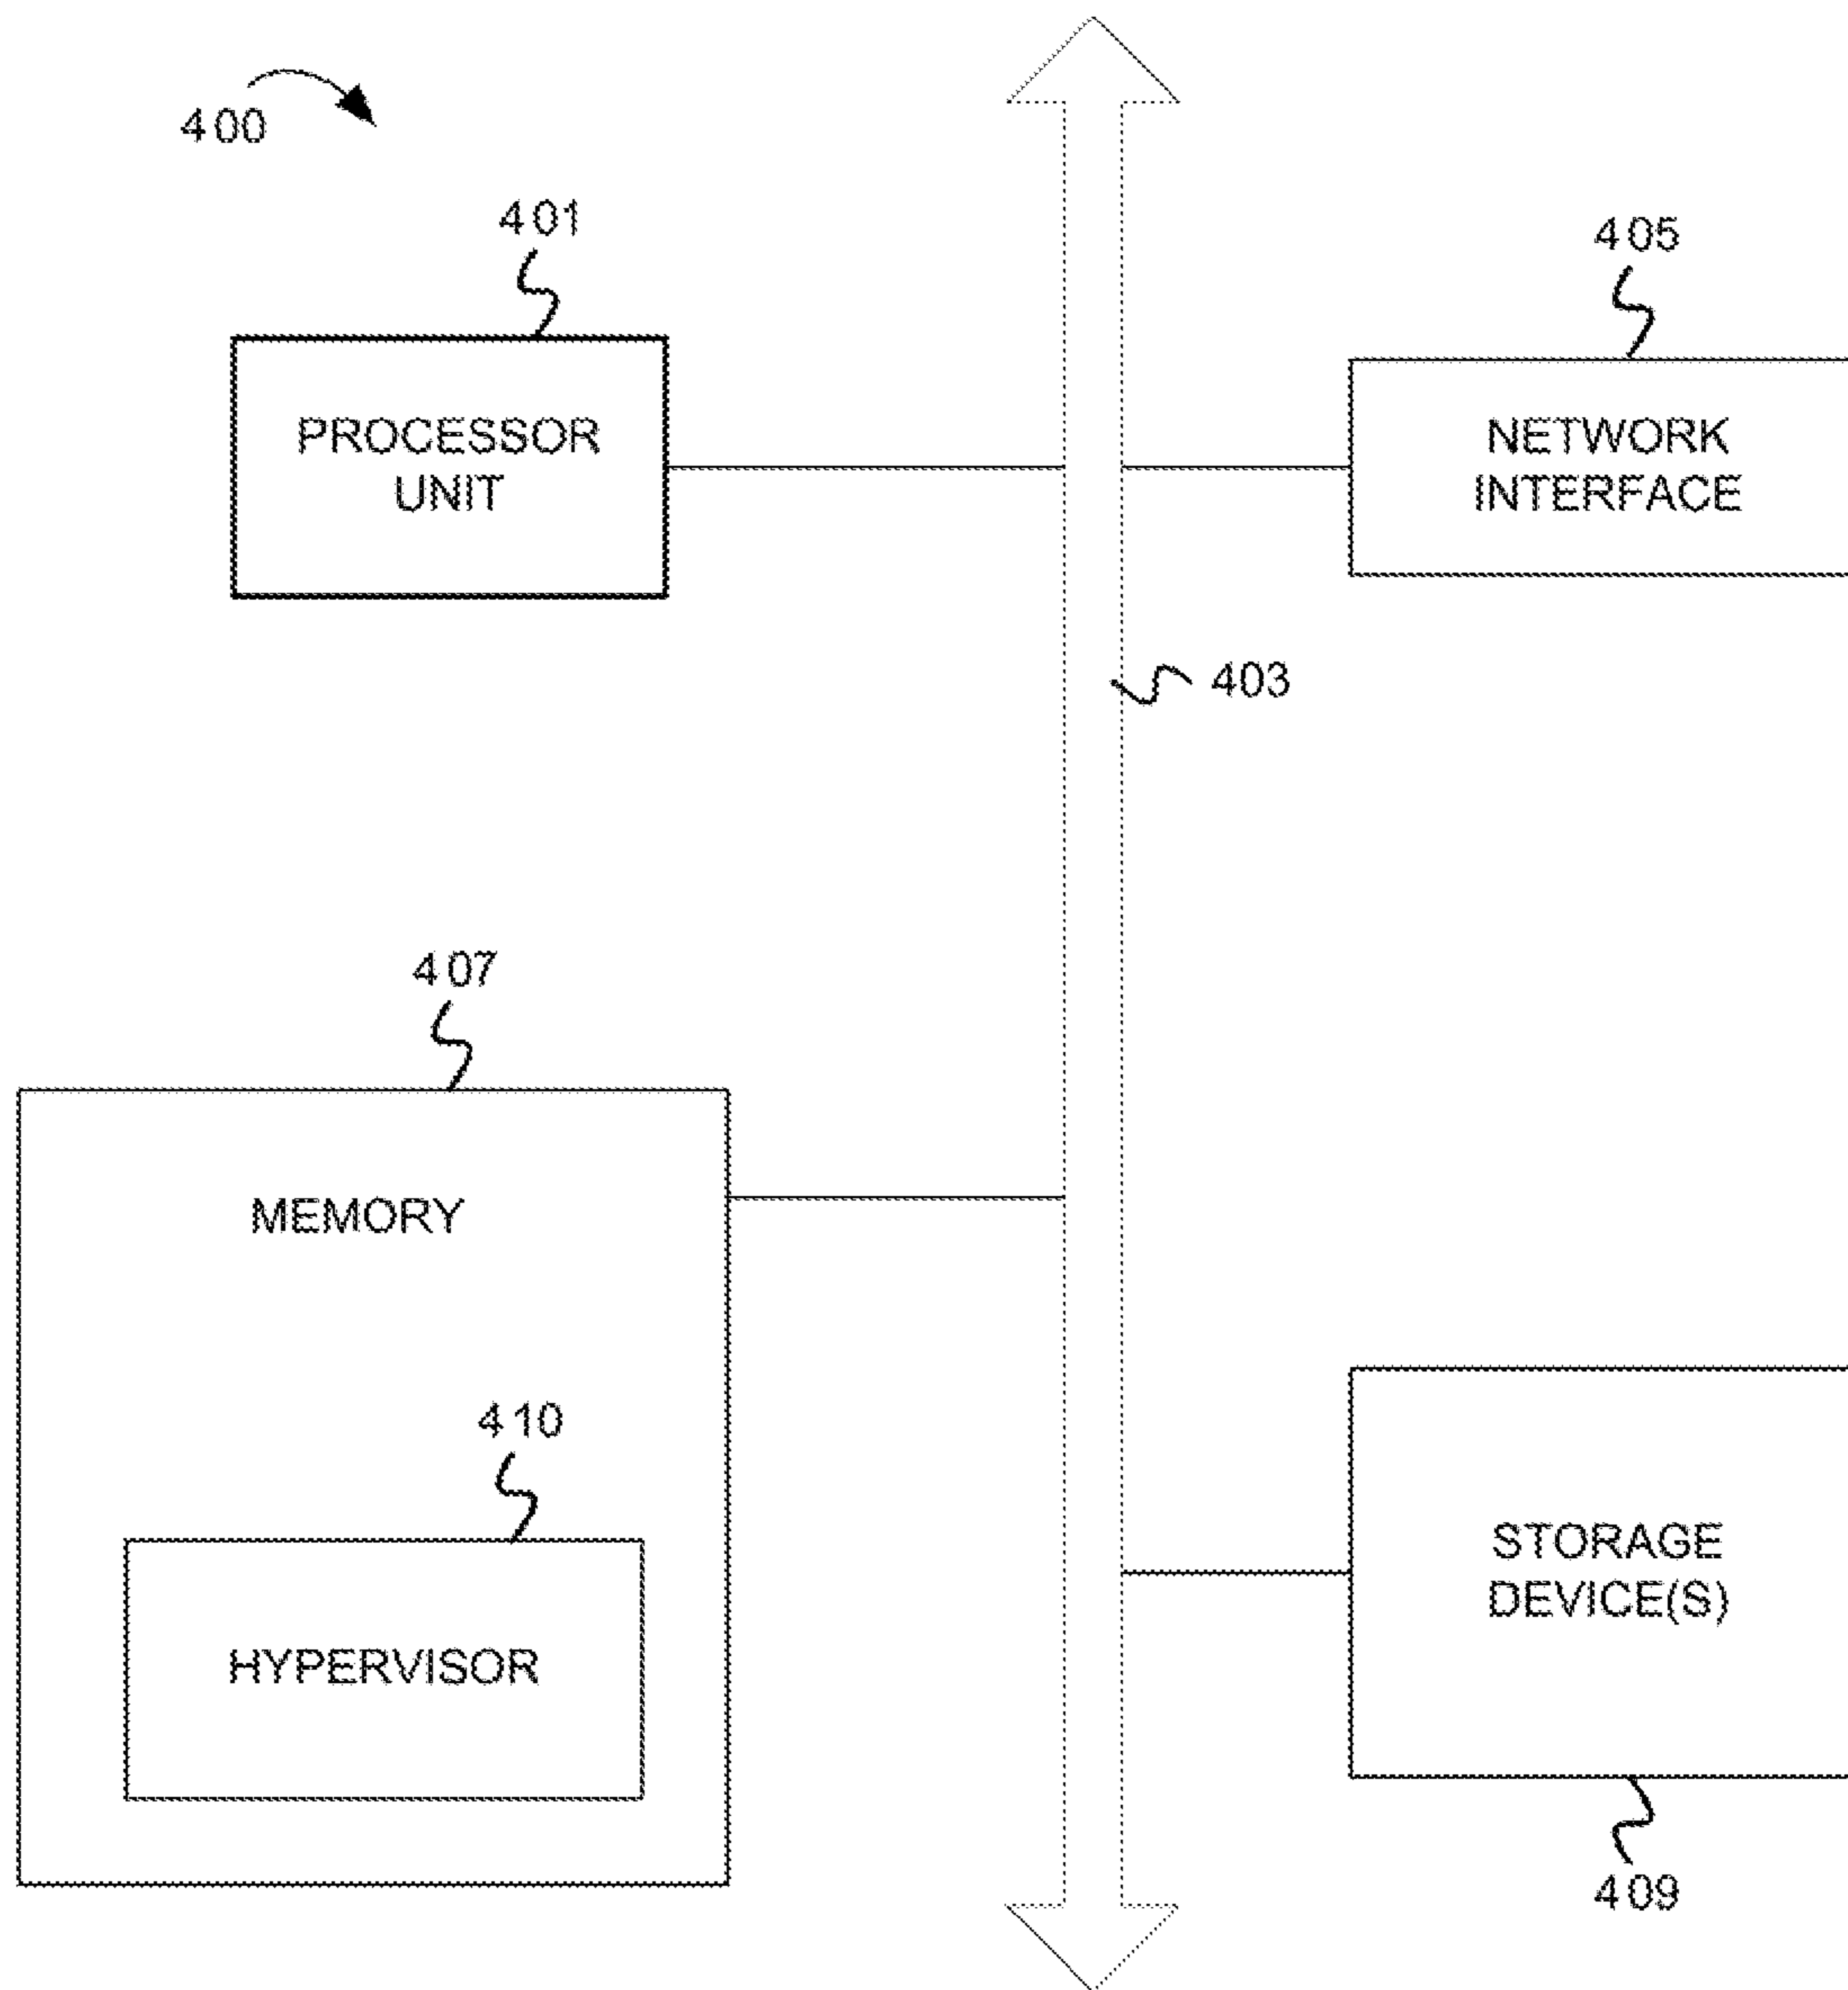 400
401
405
PROCESSOR
UNIT
NETWORK
INTERFACE
403
407
MEMORY
410
HYPERVISOR
STORAGE
DEVICE(S)
409